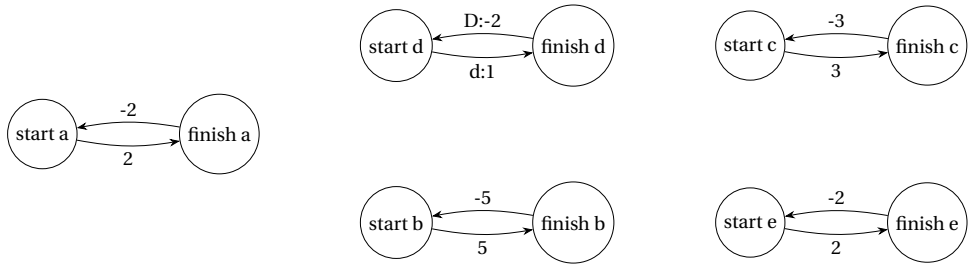 D:-2
start d
finish d
d:1
-3
start c
finish c
3
-2
start a
finish a
2
-5
start b
finish b
5
-2
start e
finish e
2